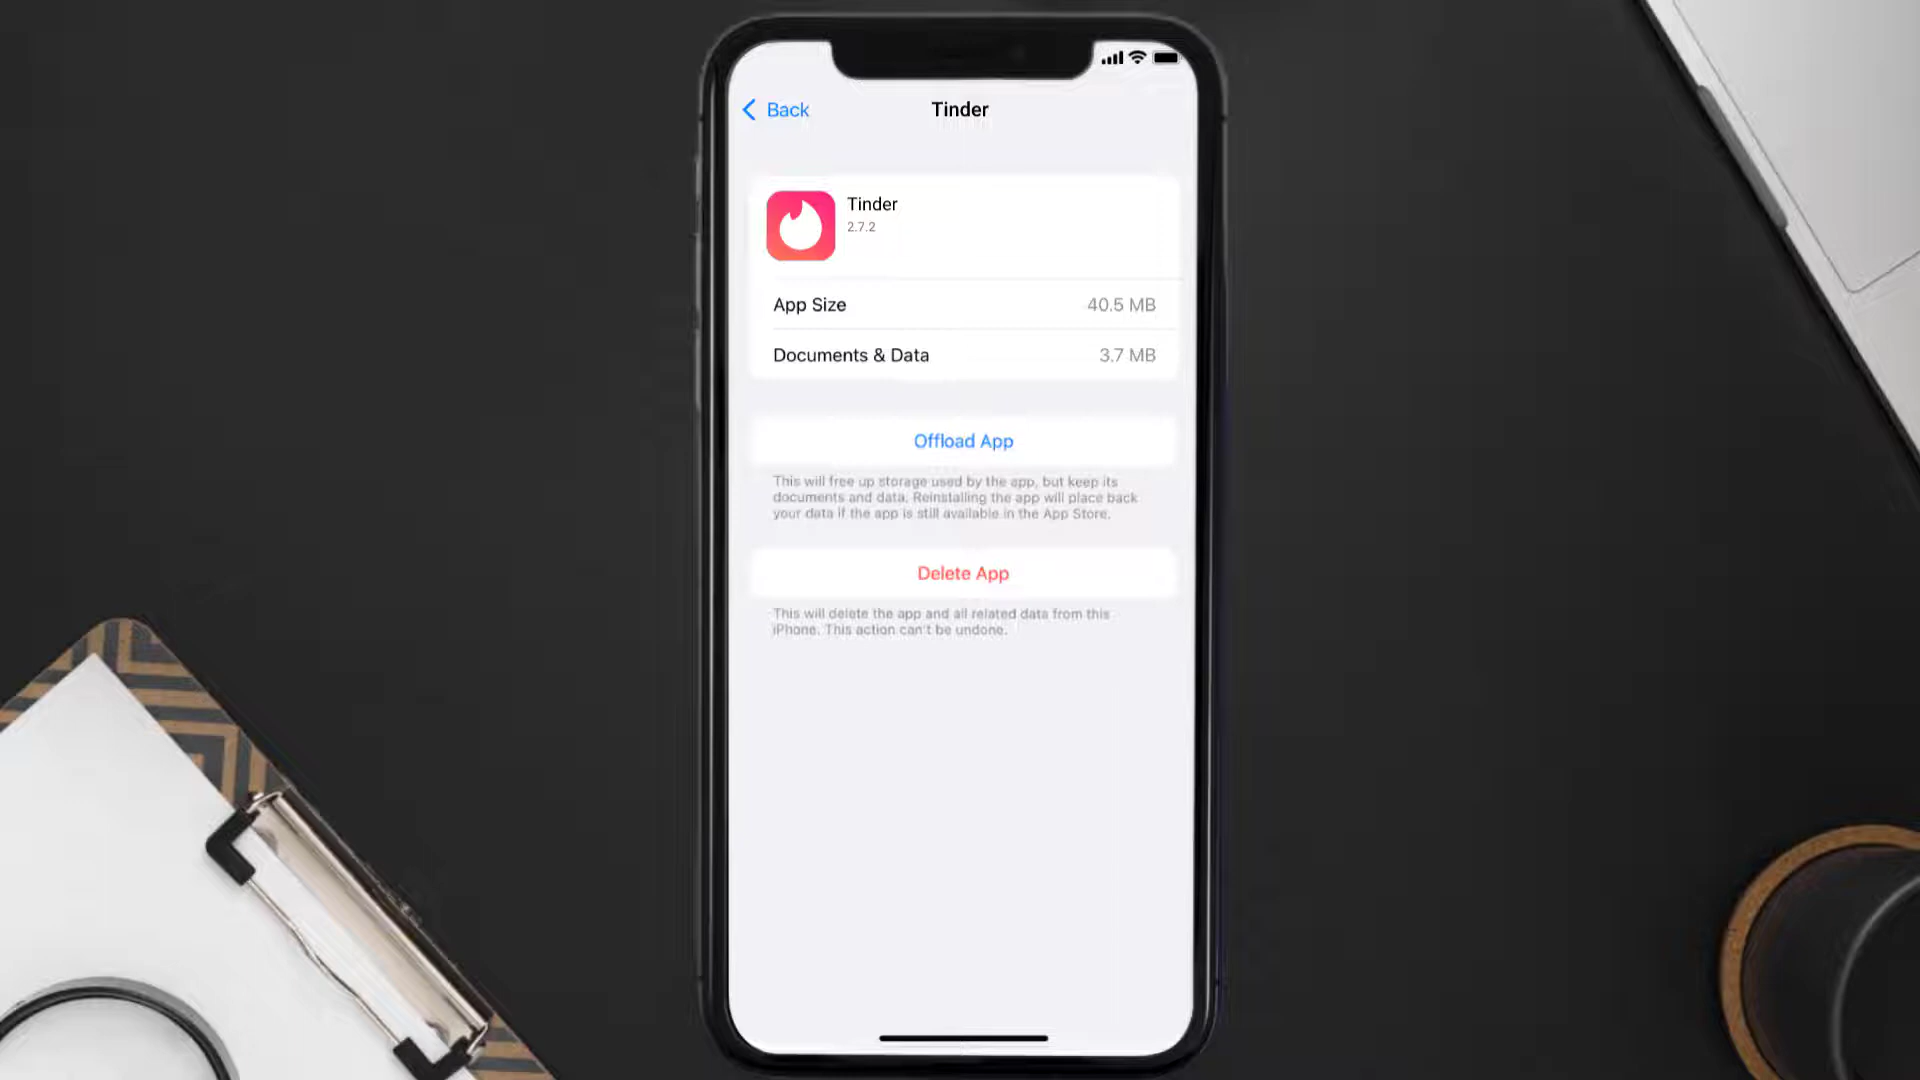 Back
Tinder
Tinder
2.7.2
App Size 40.5 MB
Documents & Data 3.7 MB
Offload App
This will free up storage used by the app, but keep its
documents and data. Reinstalling the app will place back
your data if the app is still available in the App Store.
Delete App
This will delete the app and all related data from this
iPhone. This action can't be undone.